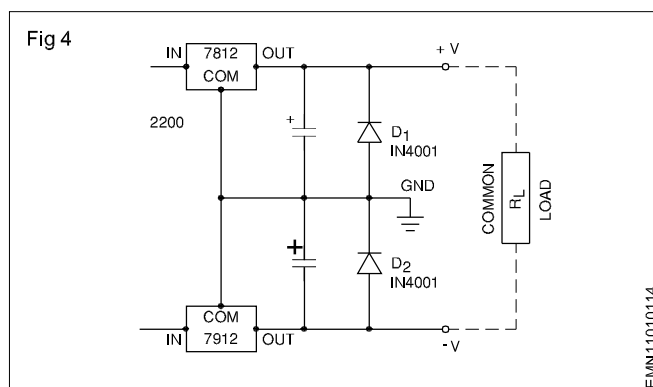 Fig 4
IN 7812 OUT
COM
+ V
2200
+
D1
IN4001
GND
COMMON
RL
LOAD
+
D2
IN4001
COM
IN 7912 OUT
- V
EMN11010114